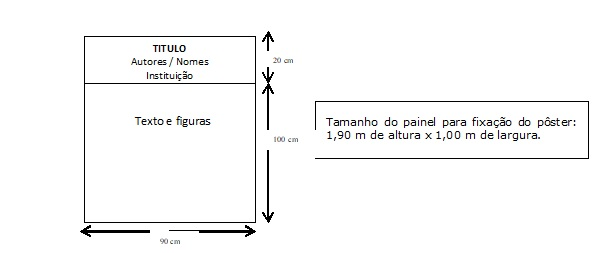 TITULO
Autores / Nomes
Instituição
20 cm
Texto e figuras
100 cm
90 cm
Tamanho do painel para fixação do pôster:
1,90 m de altura x 1,00 m de largura.